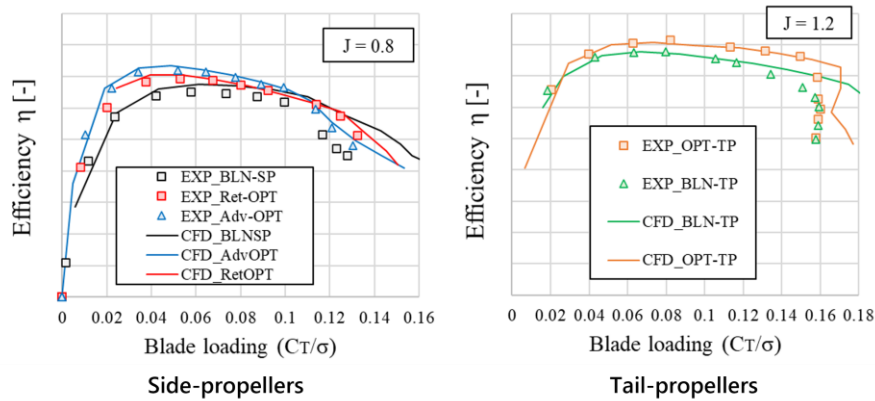 J = 0.8
Efficiency η [-]
EXP_BLN-SP
EXP_Ret-OPT
EXP_Adv-OPT
CFD_BLNSP
CFD_AdvOPT
CFD_RetOPT
0 0.02 0.04 0.06 0.08 0.1 0.12 0.14 0.16
Blade loading (CT/σ)
Side-propellers
J = 1.2
Efficiency η [-]
EXP_OPT-TP
EXP_BLN-TP
CFD_BLN-TP
CFD_OPT-TP
0 0.02 0.04 0.06 0.08 0.1 0.12 0.14 0.16 0.18
Blade loading (CT/σ)
Tail-propellers